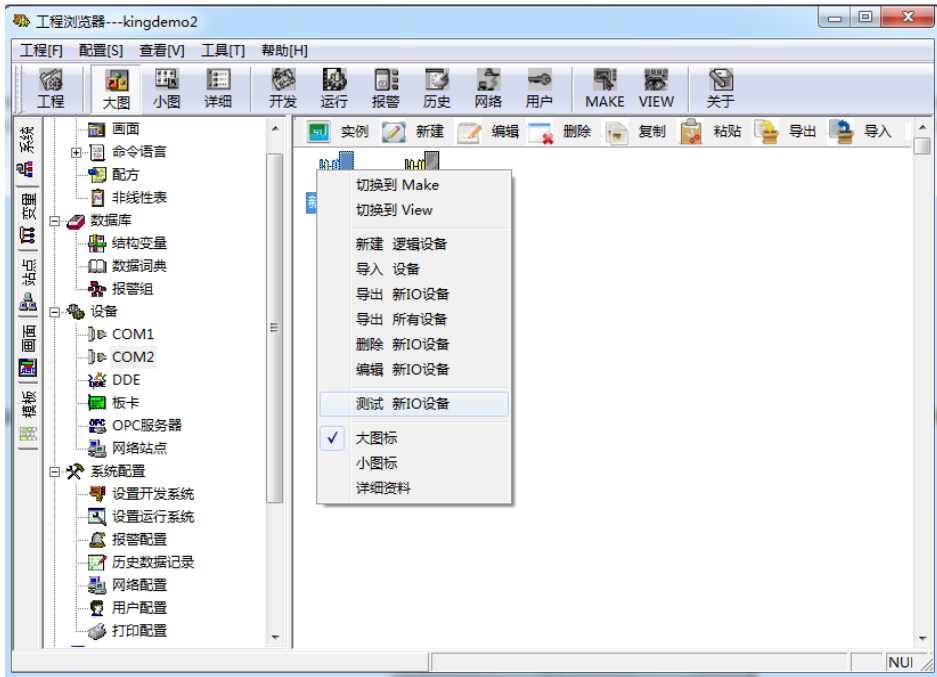 工程浏览器---kingdemo2
工程[F] 配置[S] 查看[V] 工具[T] 帮助[H]
工程 大图 小图 详细 开发 运行 报警 历史 网络 用户 MAKE VIEW 关于
实例 新建 编辑 删除 复制 粘贴 导出 导入
系统
变量
站点
画面
模板
画面
命令语言
配方
非线性表
数据库
结构变量
数据词典
报警组
设备
COM1
COM2
DDE
板卡
OPC服务器
网络站点
系统配置
设置开发系统
设置运行系统
报警配置
历史数据记录
网络配置
用户配置
打印配置
新
切换到 Make
切换到 View
新建 逻辑设备
导入 设备
导出 新IO设备
导出 所有设备
删除 新IO设备
编辑 新IO设备
测试 新IO设备
大图标
小图标
详细资料